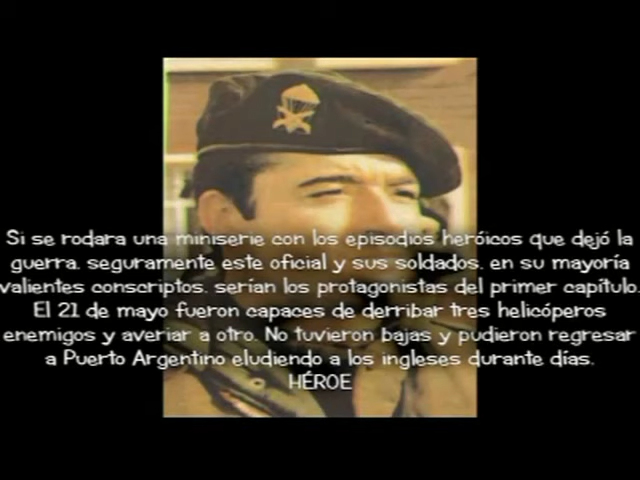 Si se rodara una miniserie con los episodios heróicos que dejó la
guerra, seguramente este oficial y sus soldados, en su mayoría
valientes conscriptos, serían los protagonistas del primer capítulo.
El 21 de mayo fueron capaces de derribar tres helicóperos
enemigos y averiar a otro. No tuvieron bajas y pudieron regresar
a Puerto Argentino eludiendo a los ingleses durante días.
HÉROE